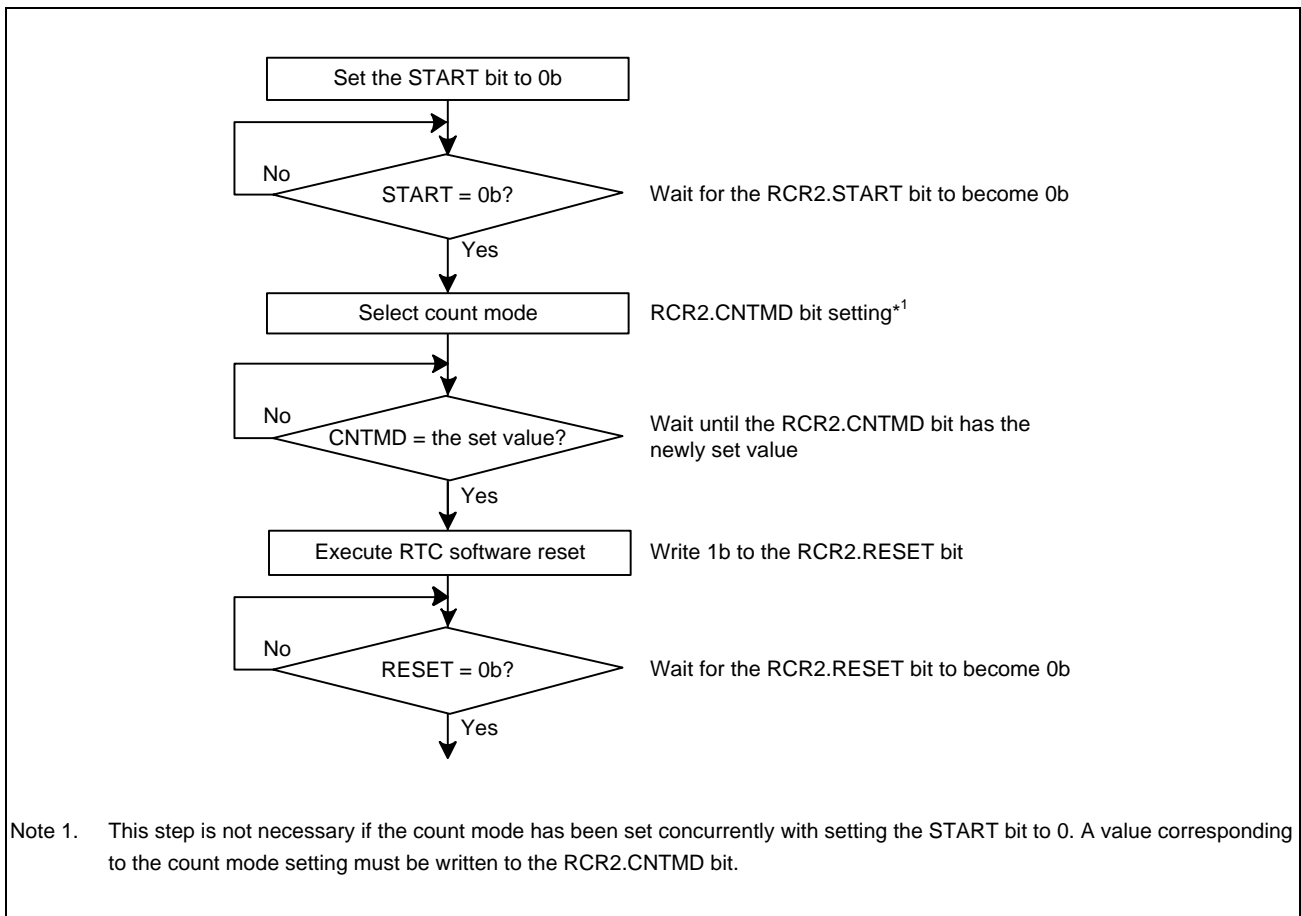 Set the START bit to 0b
No
START = 0b?
Wait for the RCR2.START bit to become 0b
Yes
Select count mode
RCR2.CNTMD bit setting*1
No
CNTMD = the set value?
Wait until the RCR2.CNTMD bit has the
newly set value
Yes
Execute RTC software reset
Write 1b to the RCR2.RESET bit
No
RESET = 0b?
Wait for the RCR2.RESET bit to become 0b
Yes
Note 1. This step is not necessary if the count mode has been set concurrently with setting the START bit to 0. A value corresponding
to the count mode setting must be written to the RCR2.CNTMD bit.